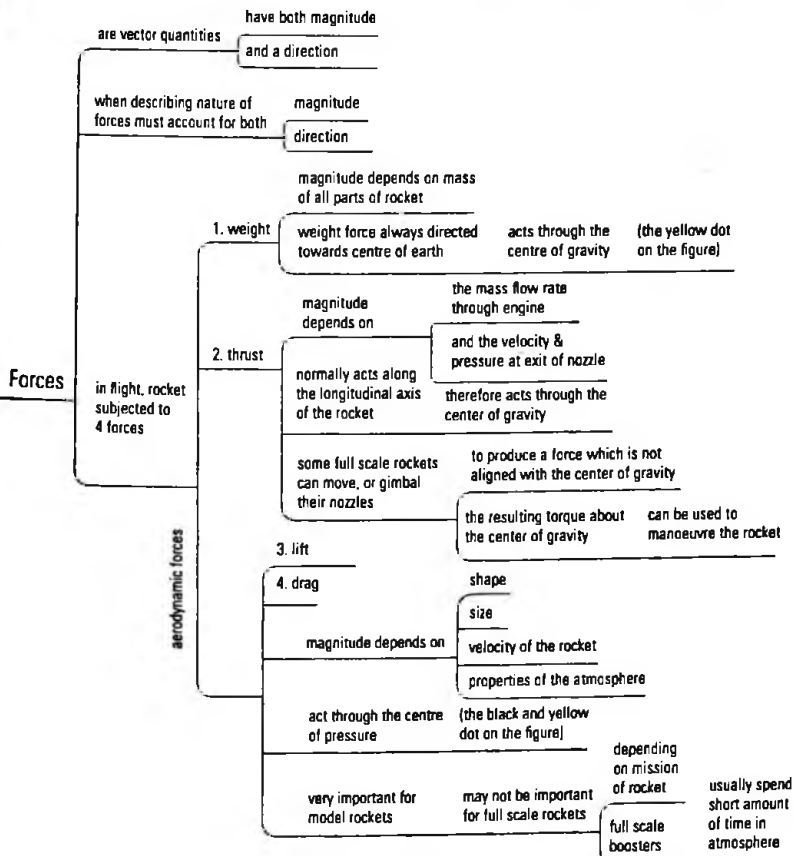 have both magnitude
are vector quantities
and a direction
when describing nature of
forces must account for both
magnitude
direction
magnitude depends on mass
of all parts of rocket
1. weight
weight force always directed
towards centre of earth
acts through the
centre of gravity
(the yellow dot
on the figure)
the mass flow rate
through engine
magnitude
depends on
and the velocity &
pressure at exit of nozzle
2. thrust
normally acts along
the longitudinal axis
of the rocket
therefore acts through the
center of gravity
Forces
in flight, rocket
subjected to
4 forces
some full scale rockets
can move, or gimbal
their nozzles
to produce a force which is not
aligned with the center of gravity
the resulting torque about
the center of gravity
can be used to
manoeuvre the rocket
aerodynamic forces
3. lift
4. drag
magnitude depends on
shape
size
velocity of the rocket
properties of the atmosphere
act through the centre
of pressure
(the black and yellow
dot on the figure)
very important for
model rockets
may not be important
for full scale rockets
depending
on mission
of rocket
full scale
boosters
usually spend
short amount
of time in
atmosphere